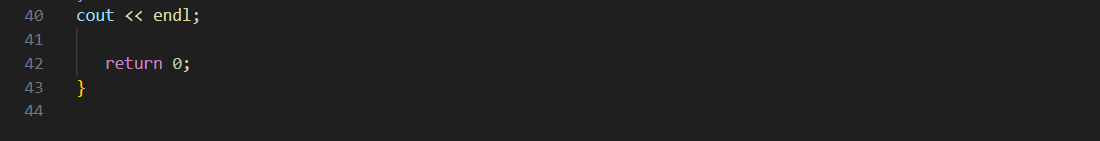 40 cout << endl;
41
42 return 0;
43 }
44